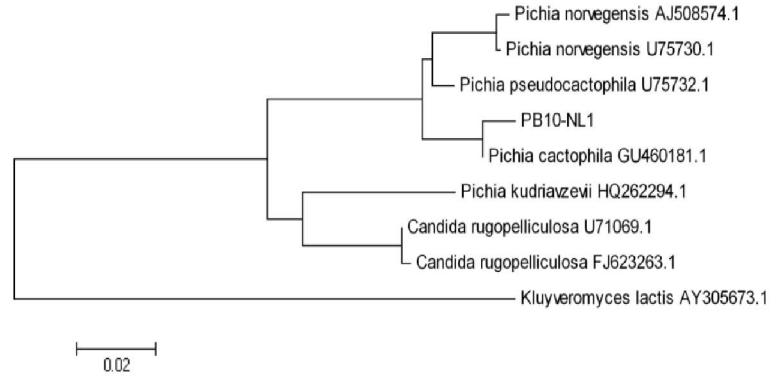 Pichia norvegensis AJ508574.1
Pichia norvegensis U75730.1
Pichia pseudocactophila U75732.1
PB10-NL1
Pichia cactophila GU460181.1
Pichia kudriavzevii HQ262294.1
Candida rugopelliculosa U71069.1
Candida rugopelliculosa FJ623263.1
Kluyveromyces lactis AY305673.1
0.02